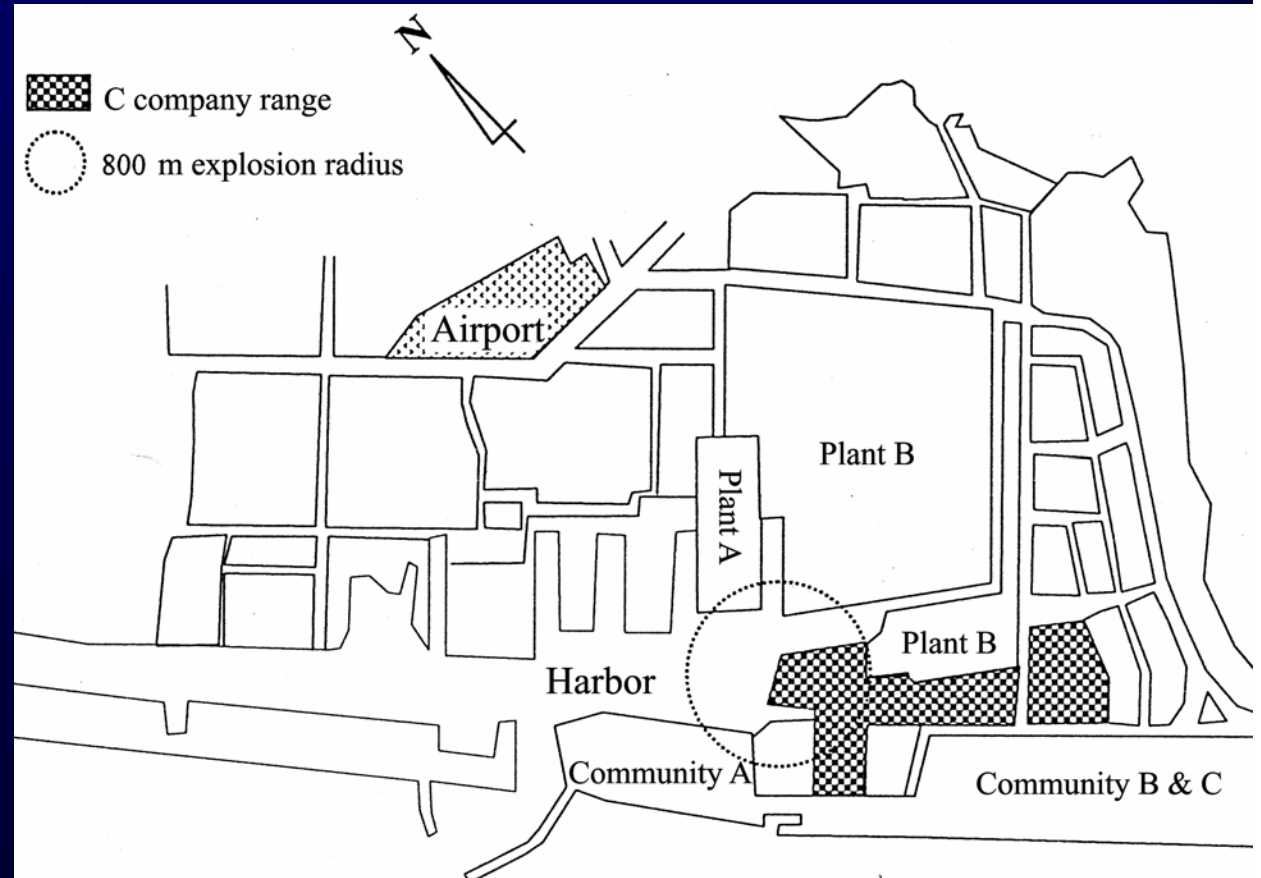 N
C company range
800 m explosion radius
Airport
Plant B
Plant A
Plant B
Harbor
Community A
Community B & C